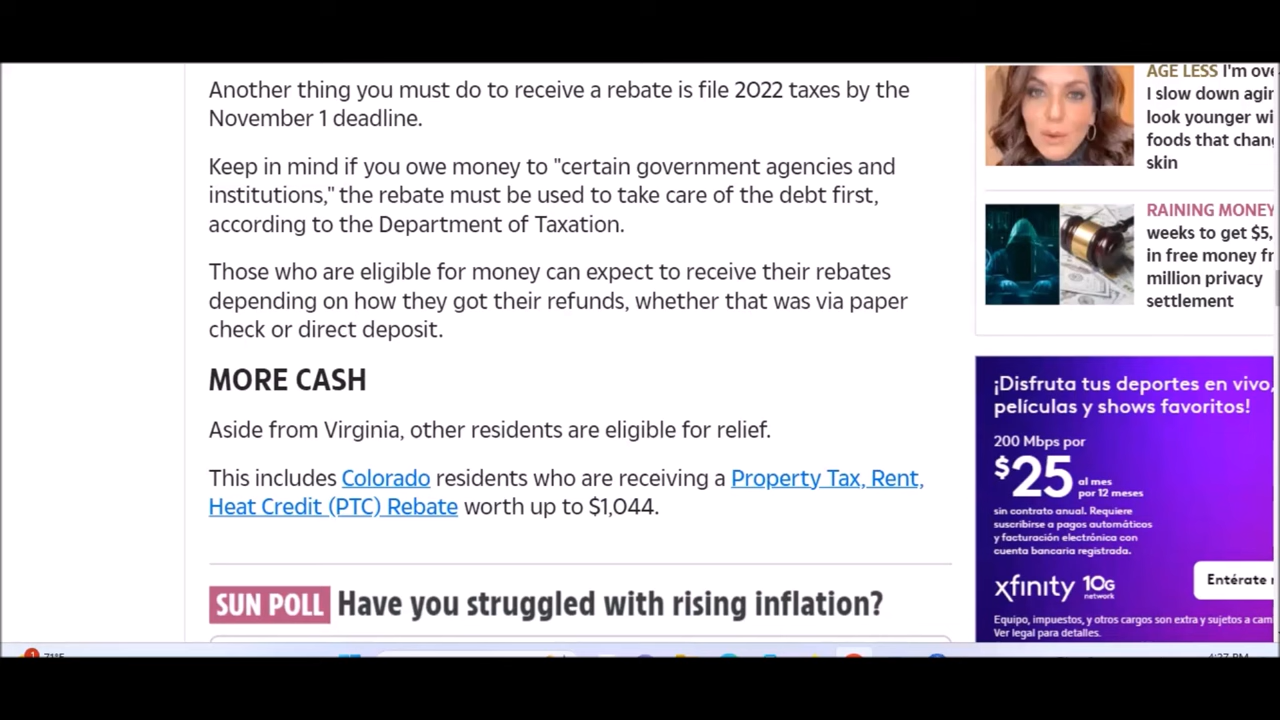 Another thing you must do to receive a rebate is file 2022 taxes by the
November 1 deadline.
Keep in mind if you owe money to "certain government agencies and
institutions," the rebate must be used to take care of the debt first,
according to the Department of Taxation.
Those who are eligible for money can expect to receive their rebates
depending on how they got their refunds, whether that was via paper
check or direct deposit.
MORE CASH
Aside from Virginia, other residents are eligible for relief.
This includes Colorado residents who are receiving a Property Tax, Rent,
Heat Credit (PTC) Rebate worth up to $1,044.
SUN POLL Have you struggled with rising inflation?
AGE LESS I'm
I slow down
look younger
foods that
skin
RAINING MONEY
weeks to get $5,
in free money
million privacy
settlement
¡Disfruta tus deportes en vivo,
películas y shows favoritos!
200 Mbps por
$25 al mes
por 12 meses
sin contrato anual. Requiere
suscribirse a pagos automáticos
y facturación electrónica con
cuenta bancaria registrada.
xfinity 10G
network
Entérate
Equipo, impuestos, y otros cargos son extra y sujetos a
Ver legal para detalles.
1